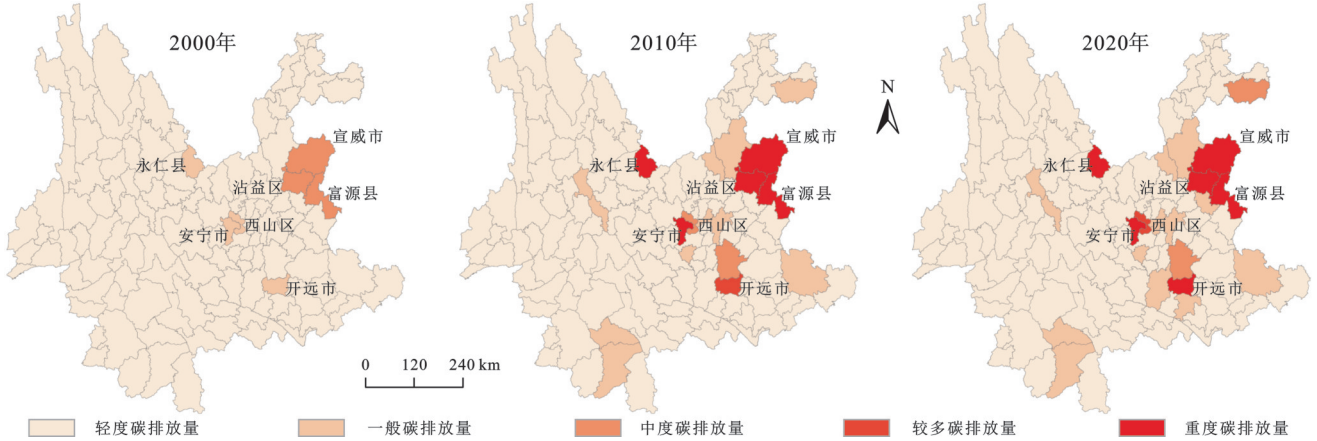 2000年
宣威市
永仁县
沾益区
富源县
西山区
安宁市
开远市
2010年
宣威市
永仁县
沾益区
富源县
西山区
安宁市
开远市
N
2020年
宣威市
永仁县
沾益区
富源县
西山区
安宁市
开远市
0 120 240 km
轻度碳排放量 一般碳排放量 中度碳排放量 较多碳排放量 重度碳排放量